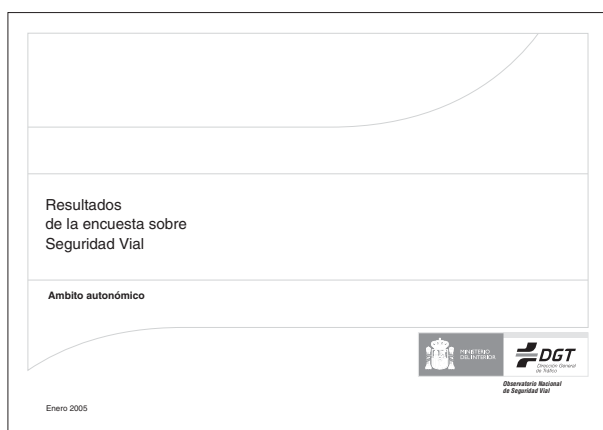 Resultados
de la encuesta sobre
Seguridad Vial
Ambito autonómico
MINISTERIO
DEL INTERIOR
DGT
Dirección General
de Tráfico
Observatorio Nacional
de Seguridad Vial
Enero 2005